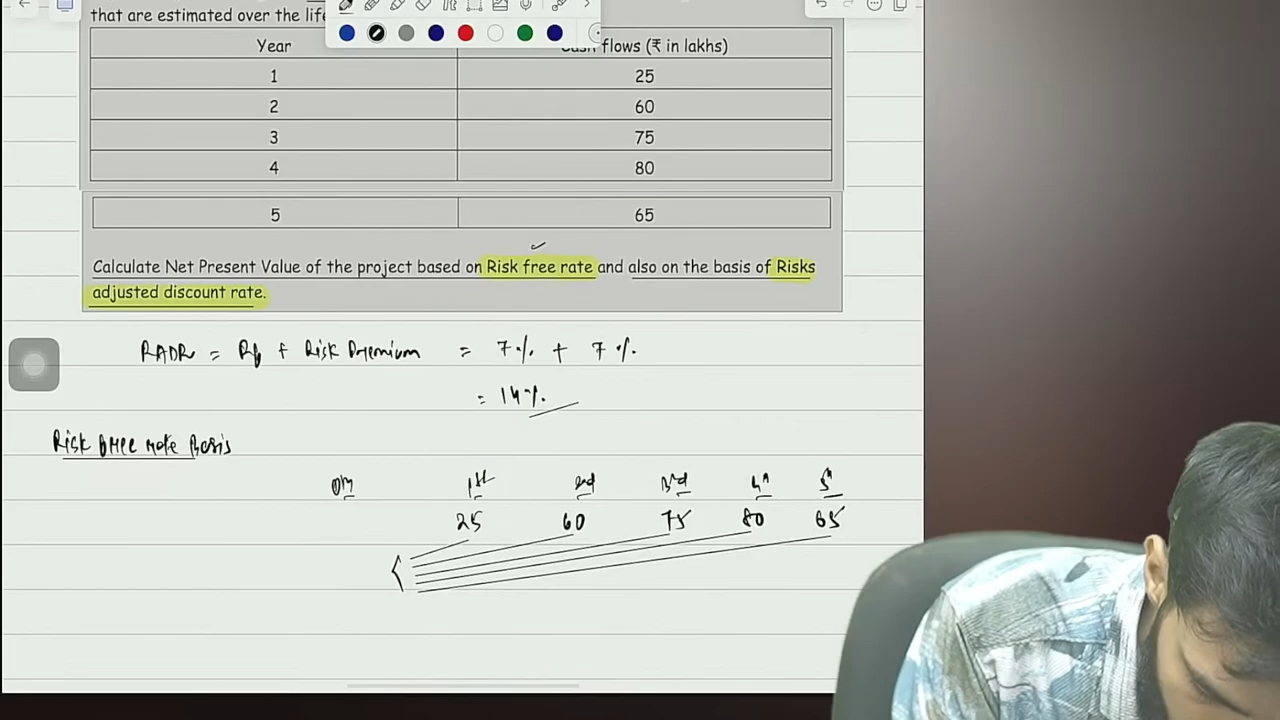 that are estimated over the life
Year Cash flows (₹ in lakhs)
1 25
2 60
3 75
4 80
5 65
Calculate Net Present Value of the project based on Risk free rate and also on the basis of Risks
adjusted discount rate.
RADR = Rf + Risk Premium = 7% + 7%
= 14%
Risk free rate Basis
0th 1st 2nd 3rd 4th 5th
25 60 75 80 65